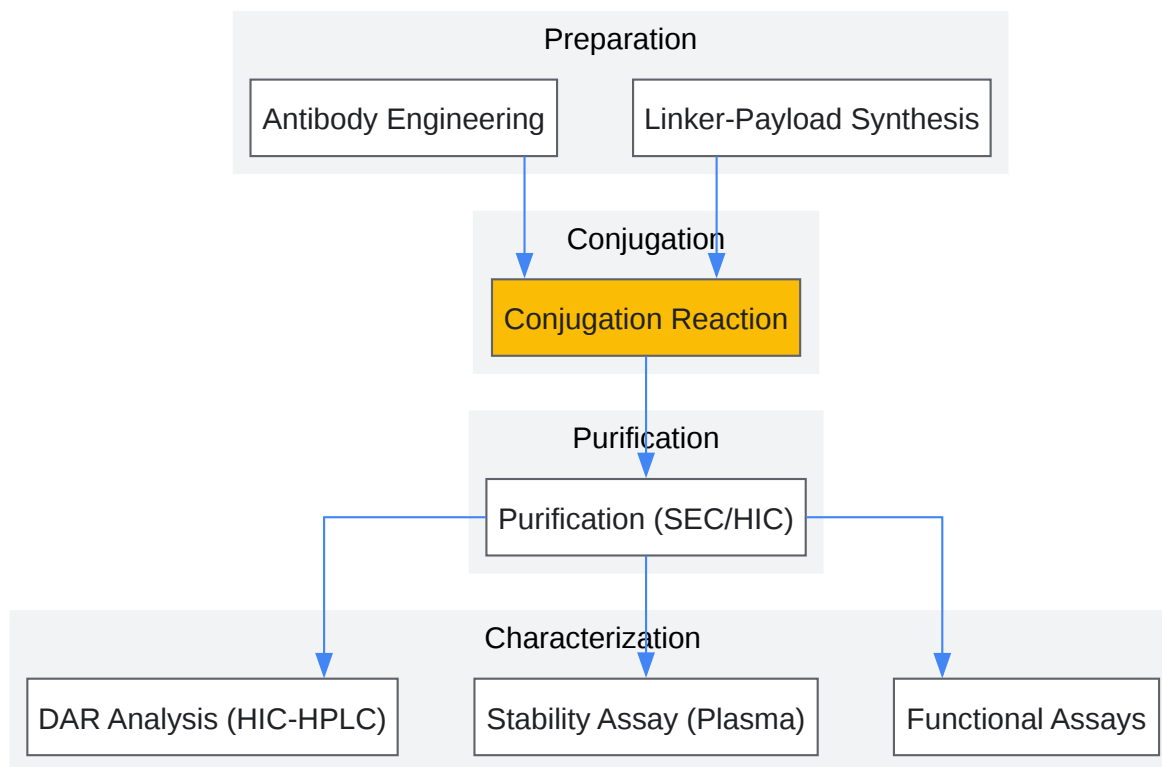 Preparation
Antibody Engineering
Linker-Payload Synthesis
Conjugation
Conjugation Reaction
Purification
Purification (SEC/HIC)
Characterization
DAR Analysis (HIC-HPLC)
Stability Assay (Plasma)
Functional Assays